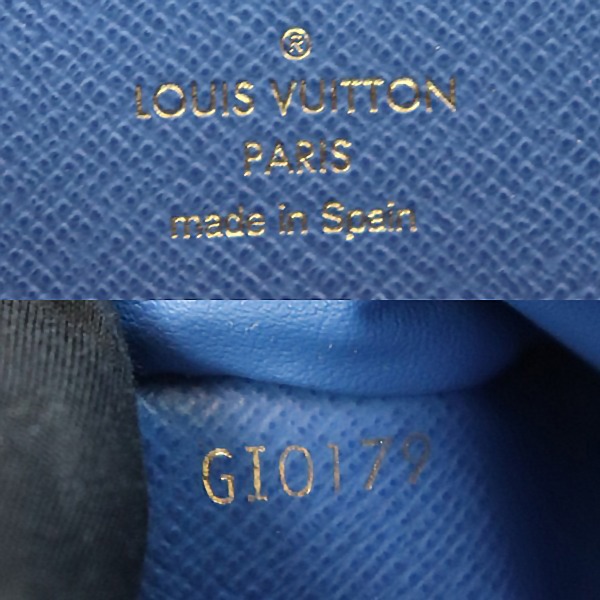 ®
LOUIS VUITTON
PARIS
made in Spain
GI0179